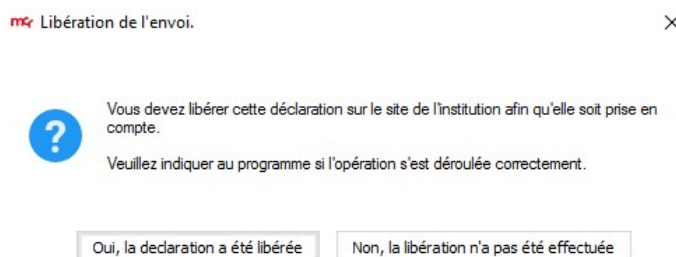 mcr Libération de l'envoi.
Vous devez libérer cette déclaration sur le site de l'institution afin qu'elle soit prise en
compte.
Veuillez indiquer au programme si l'opération s'est déroulée correctement.
Oui, la declaration a été libérée
Non, la libération n'a pas été effectuée